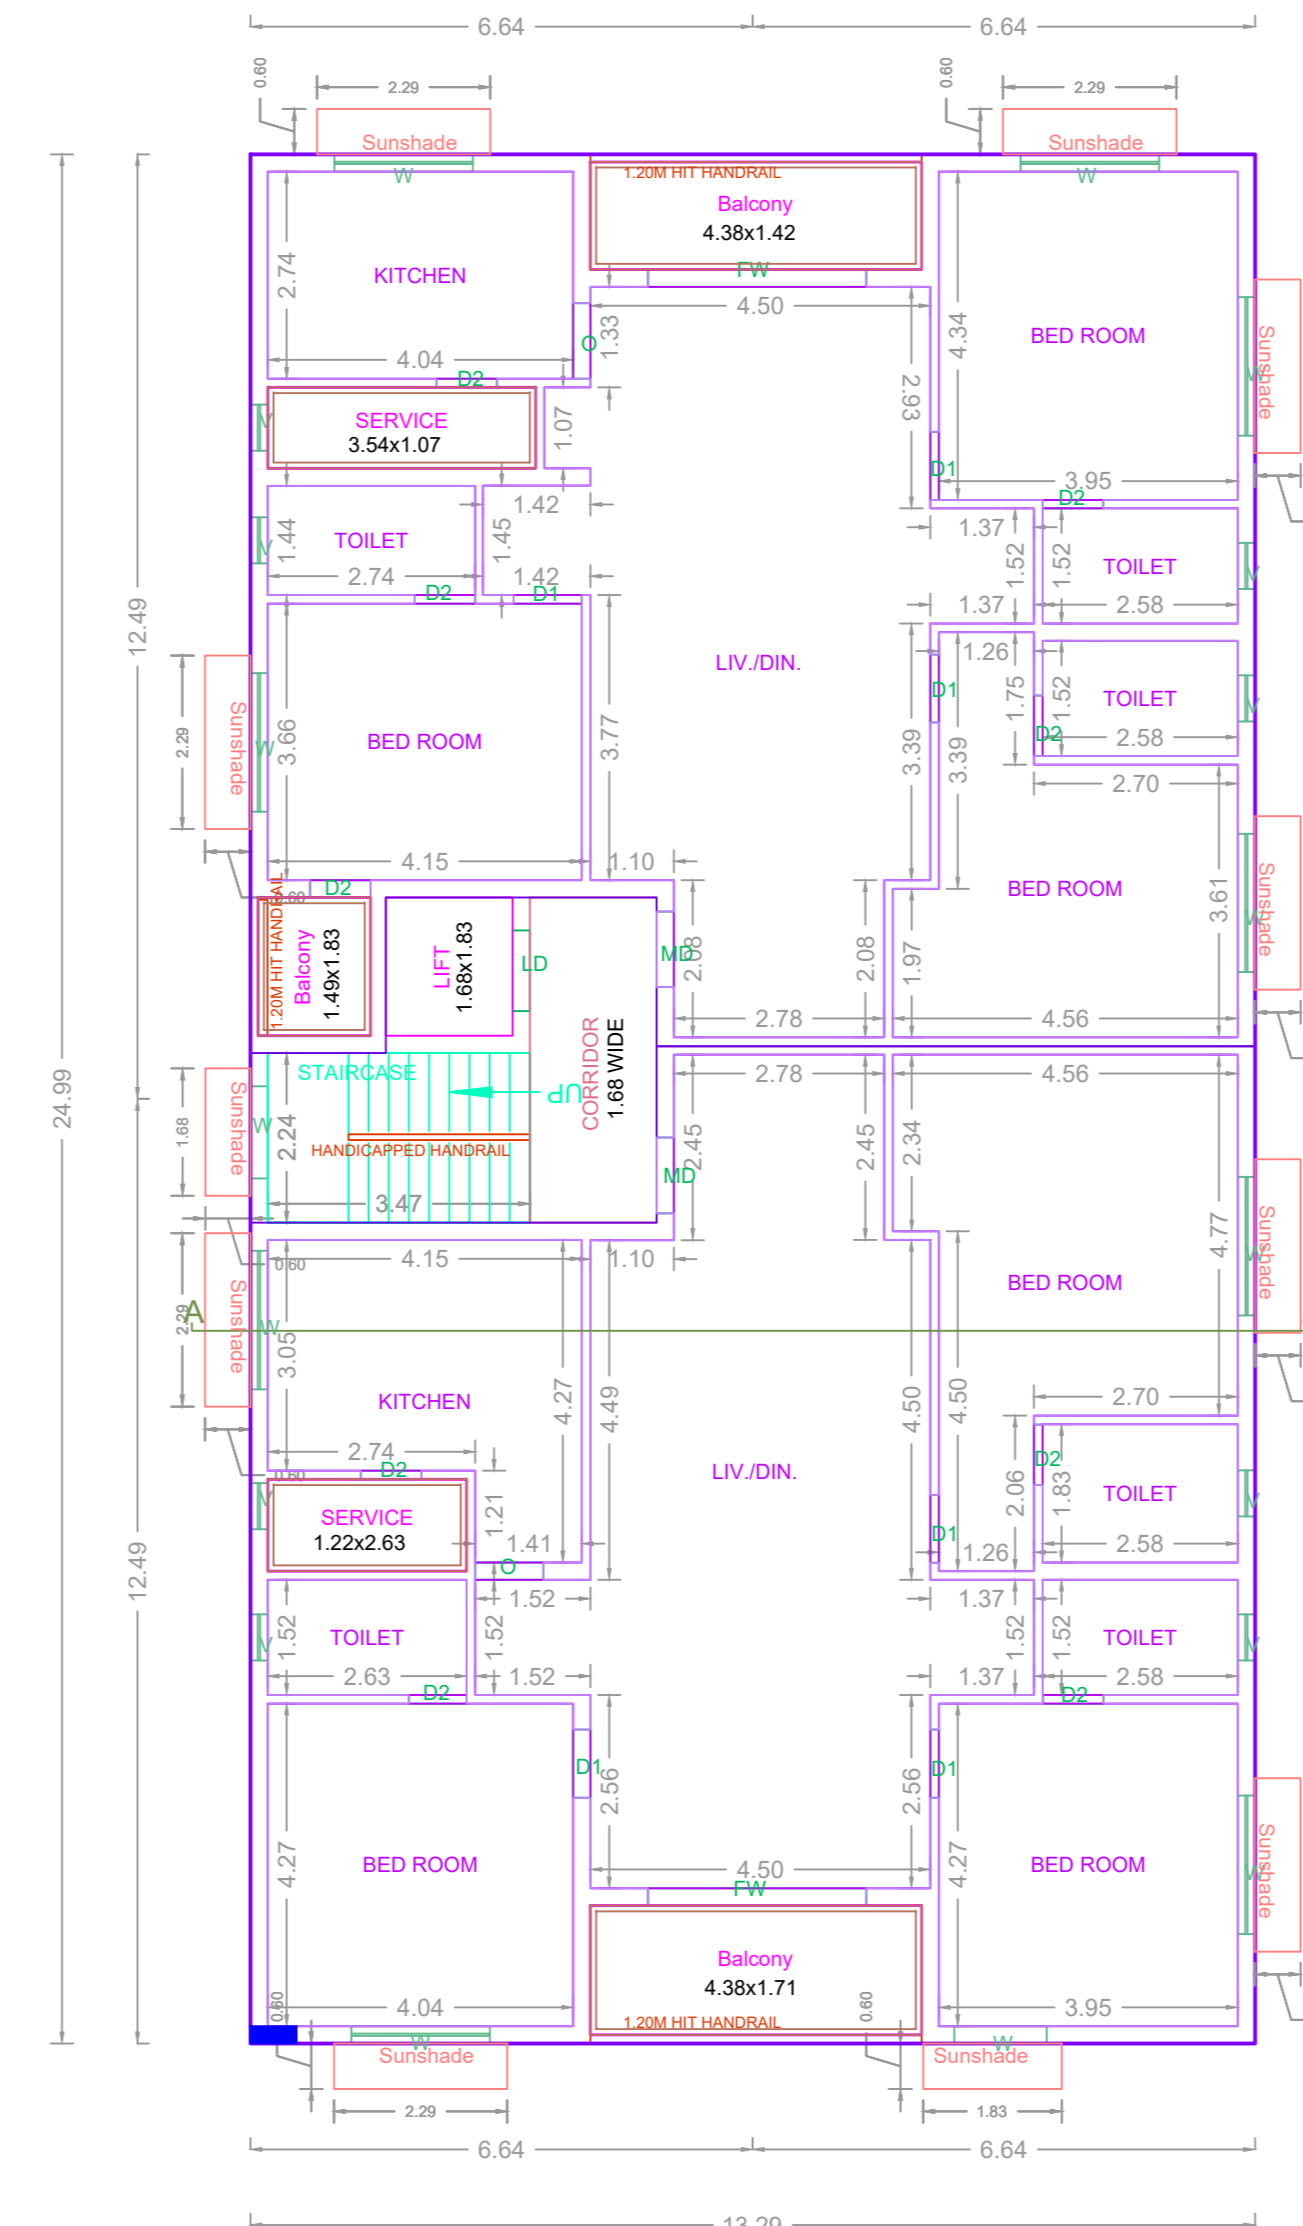 6.64
6.64
0.60
2.29
0.60
2.29
Sunshade
Sunshade
W
W
1.20M HIT HANDRAIL
Balcony
4.38x1.42
FW
2.74
KITCHEN
4.04
O
1.33
4.50
4.34
BED ROOM
Sunshade
W
D2
2.93
SERVICE
3.54x1.07
V
1.07
D1
3.95
D2
1.42
1.44
TOILET
V
1.45
2.74
1.42
D2
D1
1.37
1.52
1.52
TOILET
V
1.37
2.58
12.49
LIV./DIN.
1.26
D1
1.75
1.52
TOILET
V
D2
2.58
2.29
Sunshade
W
3.66
BED ROOM
3.77
3.39
3.39
2.70
4.15
1.10
BED ROOM
3.61
Sunshade
W
D2
1.20M HIT HANDRAIL
Balcony
1.49x1.83
LIFT
1.68x1.83
LD
MD
2.08
2.08
1.97
2.78
4.56
CORRIDOR
1.68 WIDE
24.99
STAIRCASE
UP
2.78
4.56
1.68
Sunshade
W
2.24
HANDICAPPED HANDRAIL
3.47
MD
2.45
2.45
2.34
4.77
Sunshade
W
4.15
1.10
0.60
BED ROOM
A
2.29
Sunshade
W
3.05
KITCHEN
4.27
4.49
4.50
4.50
2.70
2.74
D2
LIV./DIN.
D2
2.06
1.83
TOILET
V
V
SERVICE
1.22x2.63
1.21
1.41
O
D1
1.26
2.58
12.49
1.52
1.37
1.52
TOILET
V
1.52
1.52
1.52
TOILET
V
2.63
1.52
1.37
2.58
D2
D2
D1
2.56
2.56
D1
4.27
BED ROOM
4.50
4.27
BED ROOM
Sunshade
W
FW
Balcony
4.38x1.71
1.20M HIT HANDRAIL
0.60
4.04
0.60
3.95
W
Sunshade
W
Sunshade
2.29
1.83
6.64
6.64
13.29